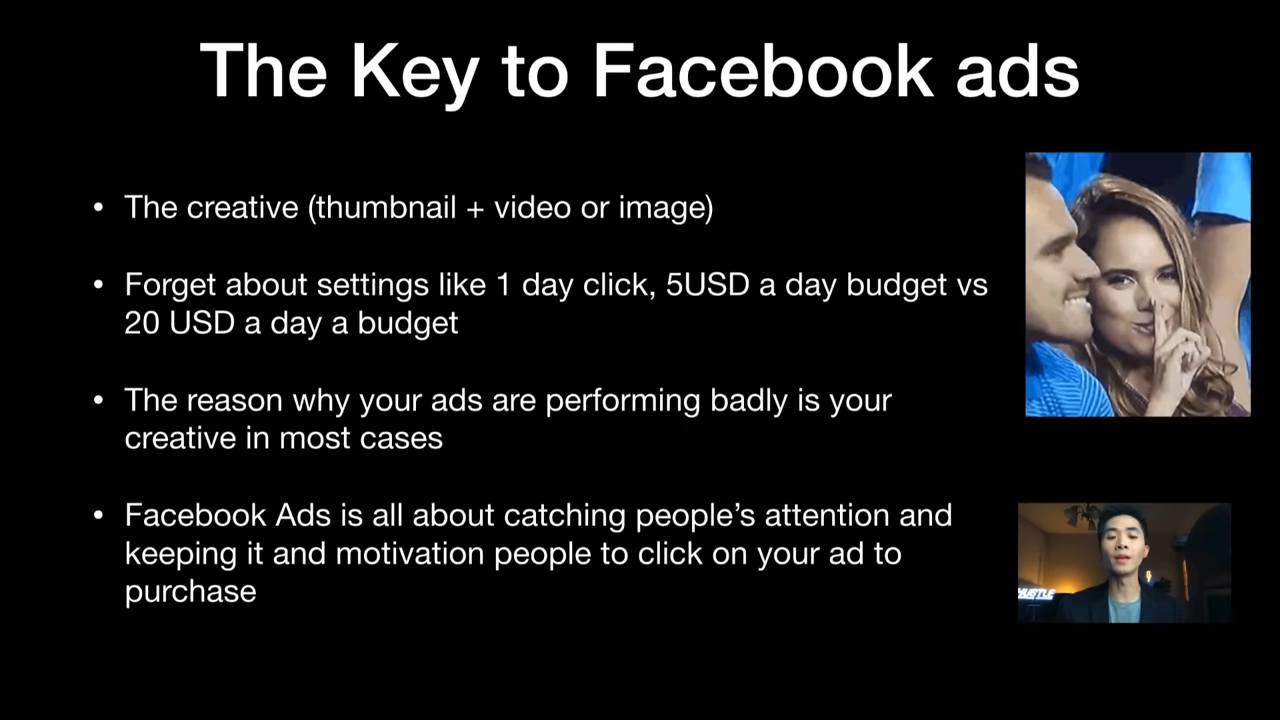 The Key to Facebook ads
• The creative (thumbnail + video or image)
• Forget about settings like 1 day click, 5USD a day budget vs
20 USD a day a budget
• The reason why your ads are performing badly is your
creative in most cases
• Facebook Ads is all about catching people’s attention and
keeping it and motivation people to click on your ad to
purchase
HUSTLE